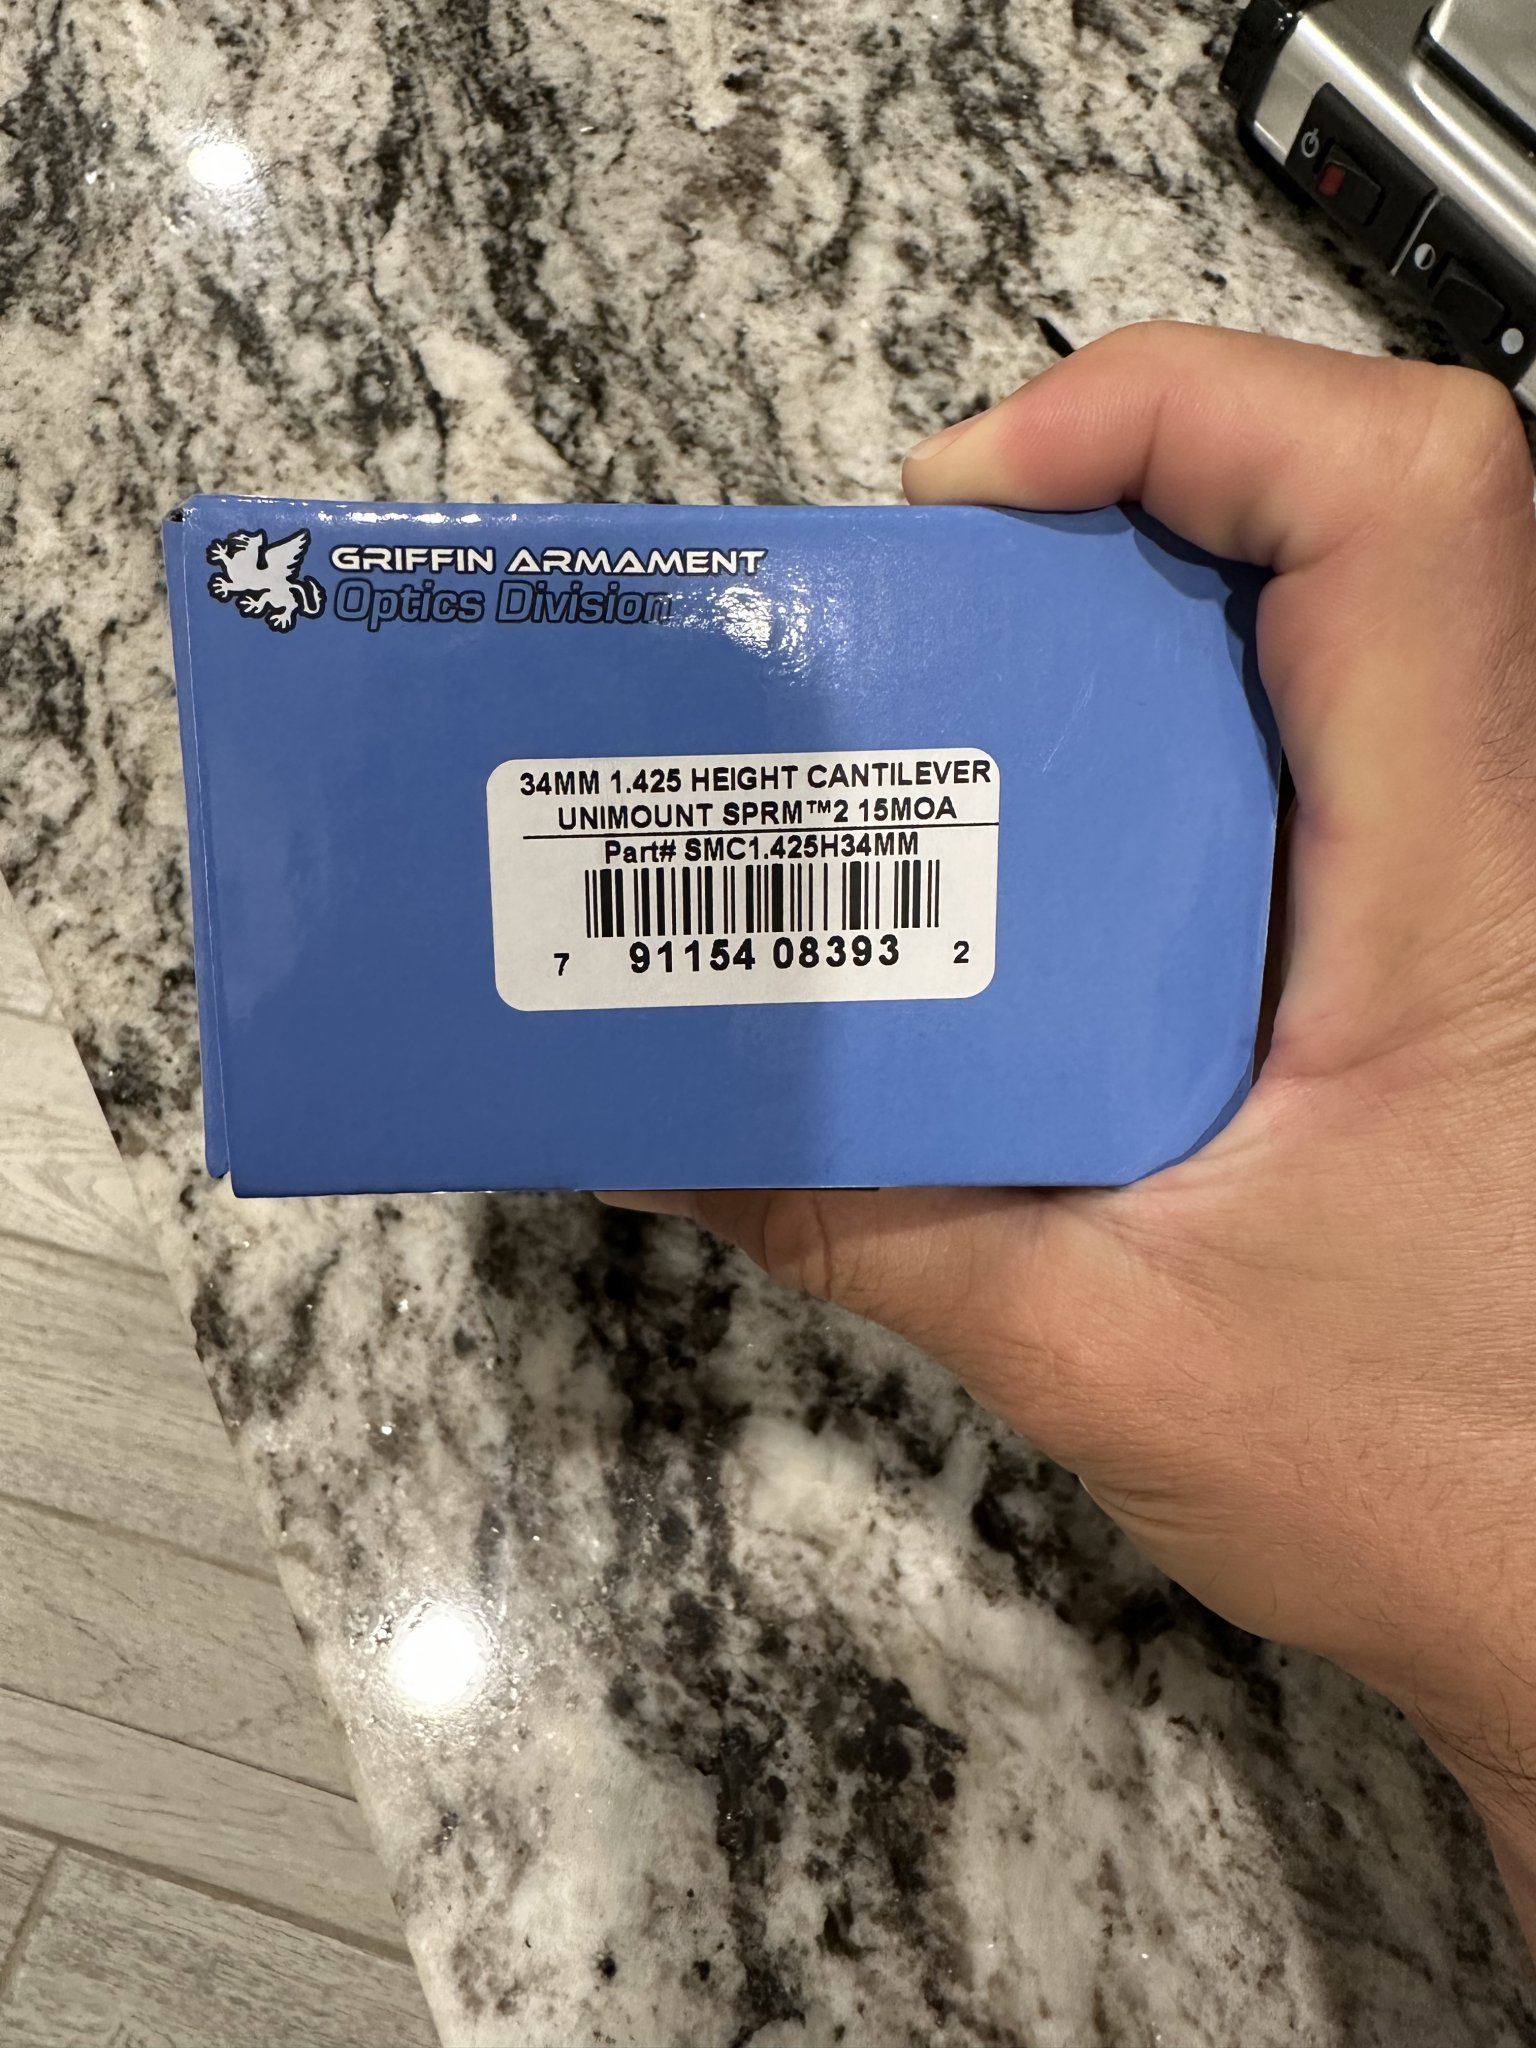 GRIFFIN ARMAMENT
Optics Division
34MM 1.425 HEIGHT CANTILEVER
UNIMOUNT SPRM™2 15MOA
Part# SMC1.425H34MM
7 91154 08393 2